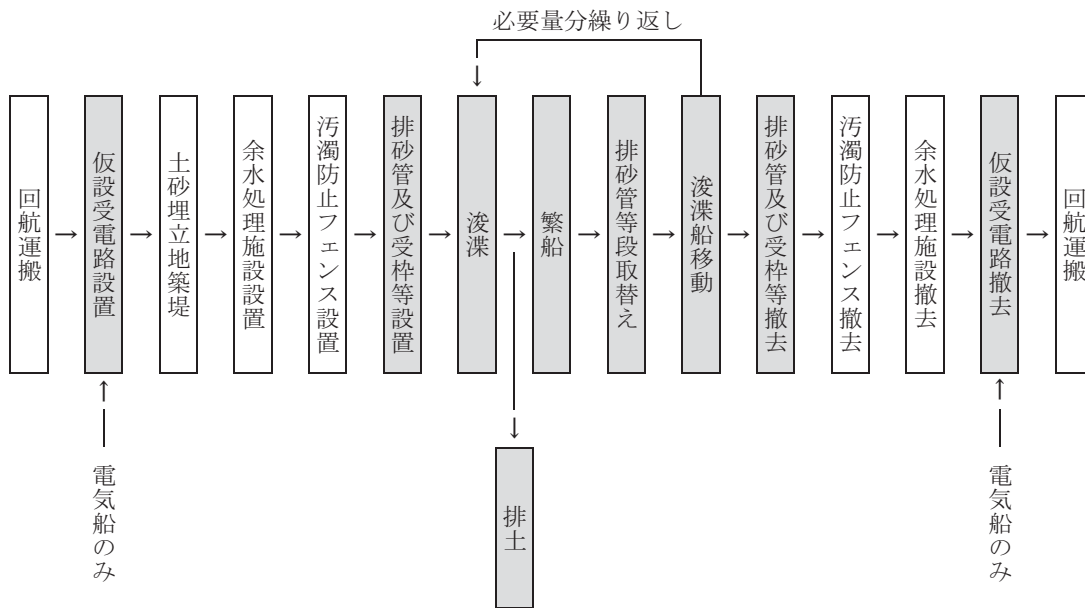 必要量分繰り返し
回航運搬
→
仮設受電路設置
→
土砂埋立地築堤
→
余水処理施設設置
→
汚濁防止フェンス設置
→
排砂管及び受枠等設置
→
浚渫
→
繋船
→
排砂管等段取替え
→
浚渫船移動
→
排砂管及び受枠等撤去
→
汚濁防止フェンス撤去
→
余水処理施設撤去
→
仮設受電路撤去
→
回航運搬
電気船のみ
排土
電気船のみ